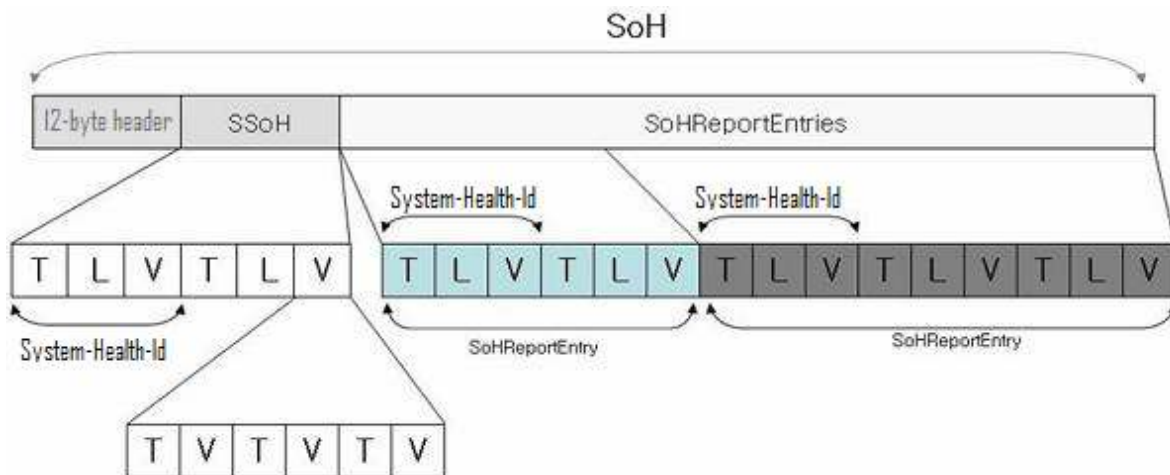 SoH
12-byte header SSoH SoHReportEntries
System-Health-Id System-Health-Id
T L V T L V T L V T L V T L V T L V T L V
System-Health-Id SoHReportEntry SoHReportEntry
T V T V T V